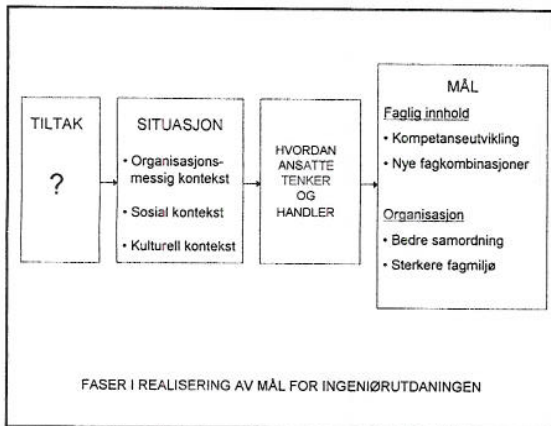 TILTAK
?
SITUASJON
• Organisasjons-
messig kontekst
• Sosial kontekst
• Kulturell kontekst
HVORDAN
ANSATTE
TENKER
OG
HANDLER
MÅL
Faglig innhold
• Kompetanseutvikling
• Nye fagkombinasjoner
Organisasjon
• Bedre samordning
• Sterkere fagmiljø
FASER I REALISERING AV MÅL FOR INGENIØRUTDANINGEN